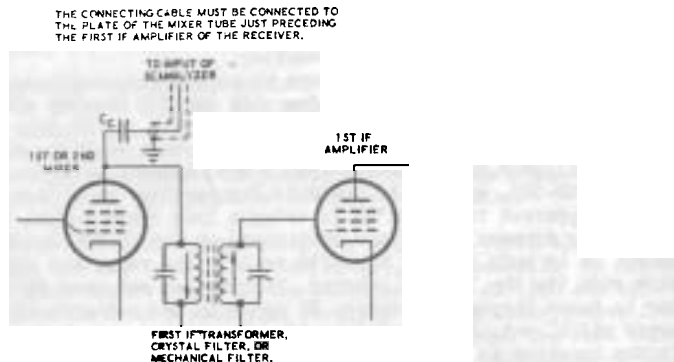 THE CONNECTING CABLE MUST BE CONNECTED TO
THE PLATE OF THE MIXER TUBE JUST PRECEDING
THE FIRST IF AMPLIFIER OF THE RECEIVER.
TO INPUT OF
SCANALYZER
Cc
1ST OR 2ND
MIXER
1ST IF
AMPLIFIER
FIRST IF TRANSFORMER,
CRYSTAL FILTER, OR
MECHANICAL FILTER.